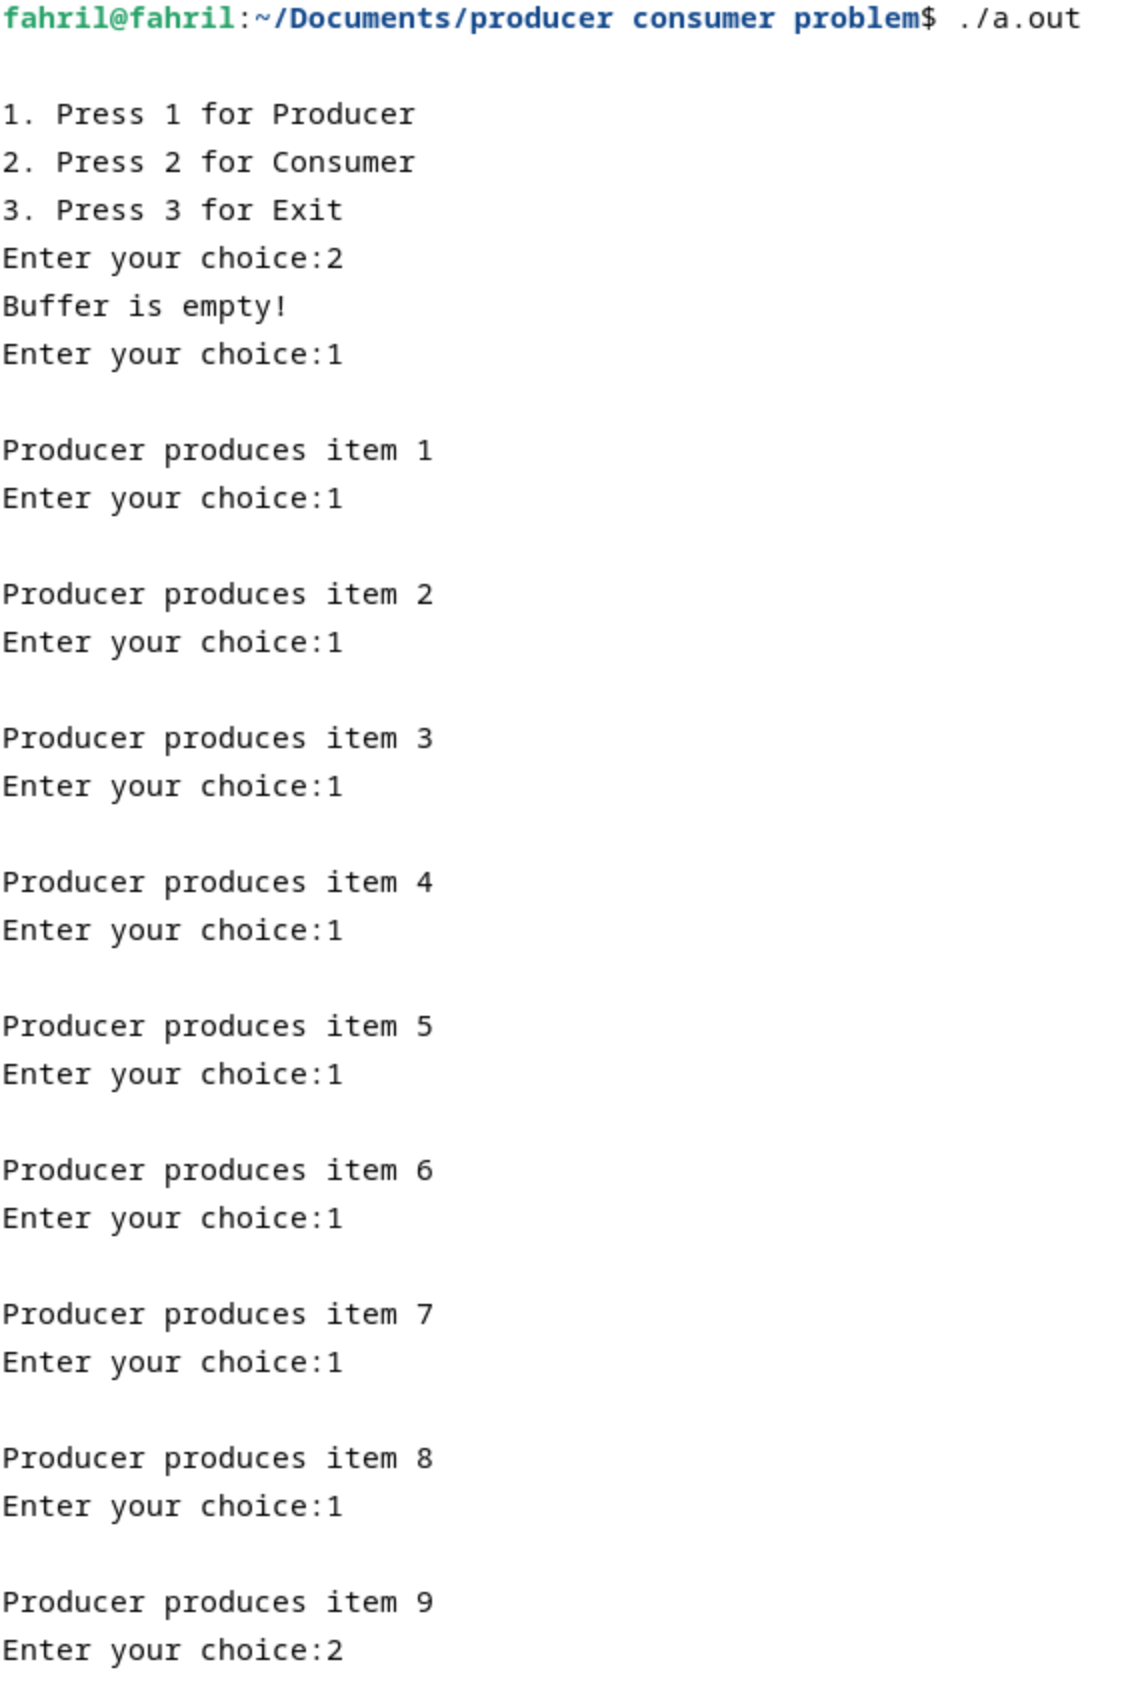 fahril@fahril:~/Documents/producer consumer problem$ ./a.out
1. Press 1 for Producer
2. Press 2 for Consumer
3. Press 3 for Exit
Enter your choice:2
Buffer is empty!
Enter your choice:1
Producer produces item 1
Enter your choice:1
Producer produces item 2
Enter your choice:1
Producer produces item 3
Enter your choice:1
Producer produces item 4
Enter your choice:1
Producer produces item 5
Enter your choice:1
Producer produces item 6
Enter your choice:1
Producer produces item 7
Enter your choice:1
Producer produces item 8
Enter your choice:1
Producer produces item 9
Enter your choice:2